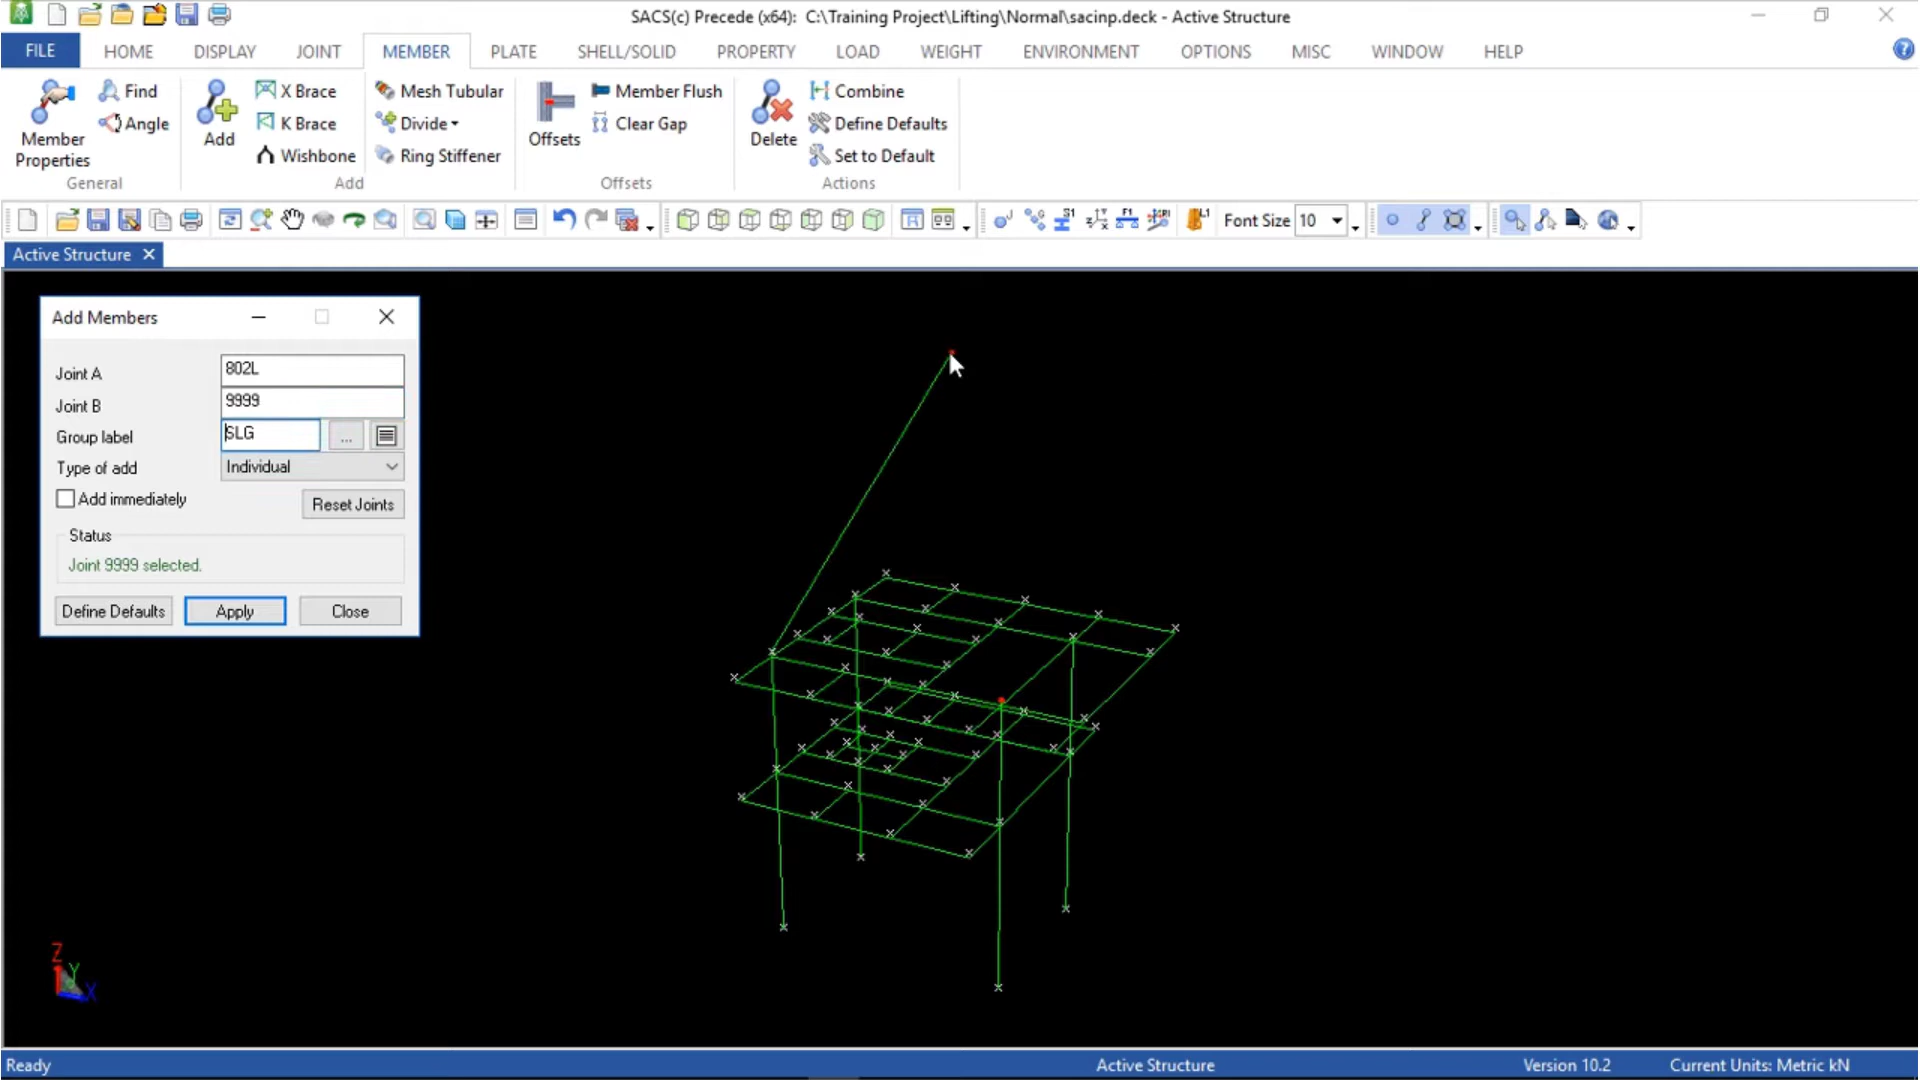 SACS(c) Precede (x64):  C:\Training Project\Lifting\Normal\sacinp.deck - Active Structure
FILE HOME DISPLAY JOINT MEMBER PLATE SHELL/SOLID PROPERTY LOAD WEIGHT ENVIRONMENT OPTIONS MISC WINDOW HELP
Member Properties
Find
Angle
General
Add
X Brace
K Brace
Wishbone
Mesh Tubular
Divide
Ring Stiffener
Add
Offsets
Member Flush
Clear Gap
Offsets
Delete
Combine
Define Defaults
Set to Default
Actions
Font Size 10
Active Structure
Add Members
Joint A 802L
Joint B 9999
Group label SLG ...
Type of add Individual
Add immediately Reset Joints
Status
Joint 9999 selected.
Define Defaults Apply Close
Z
Y
X
Ready Active Structure Version 10.2 Current Units: Metric kN